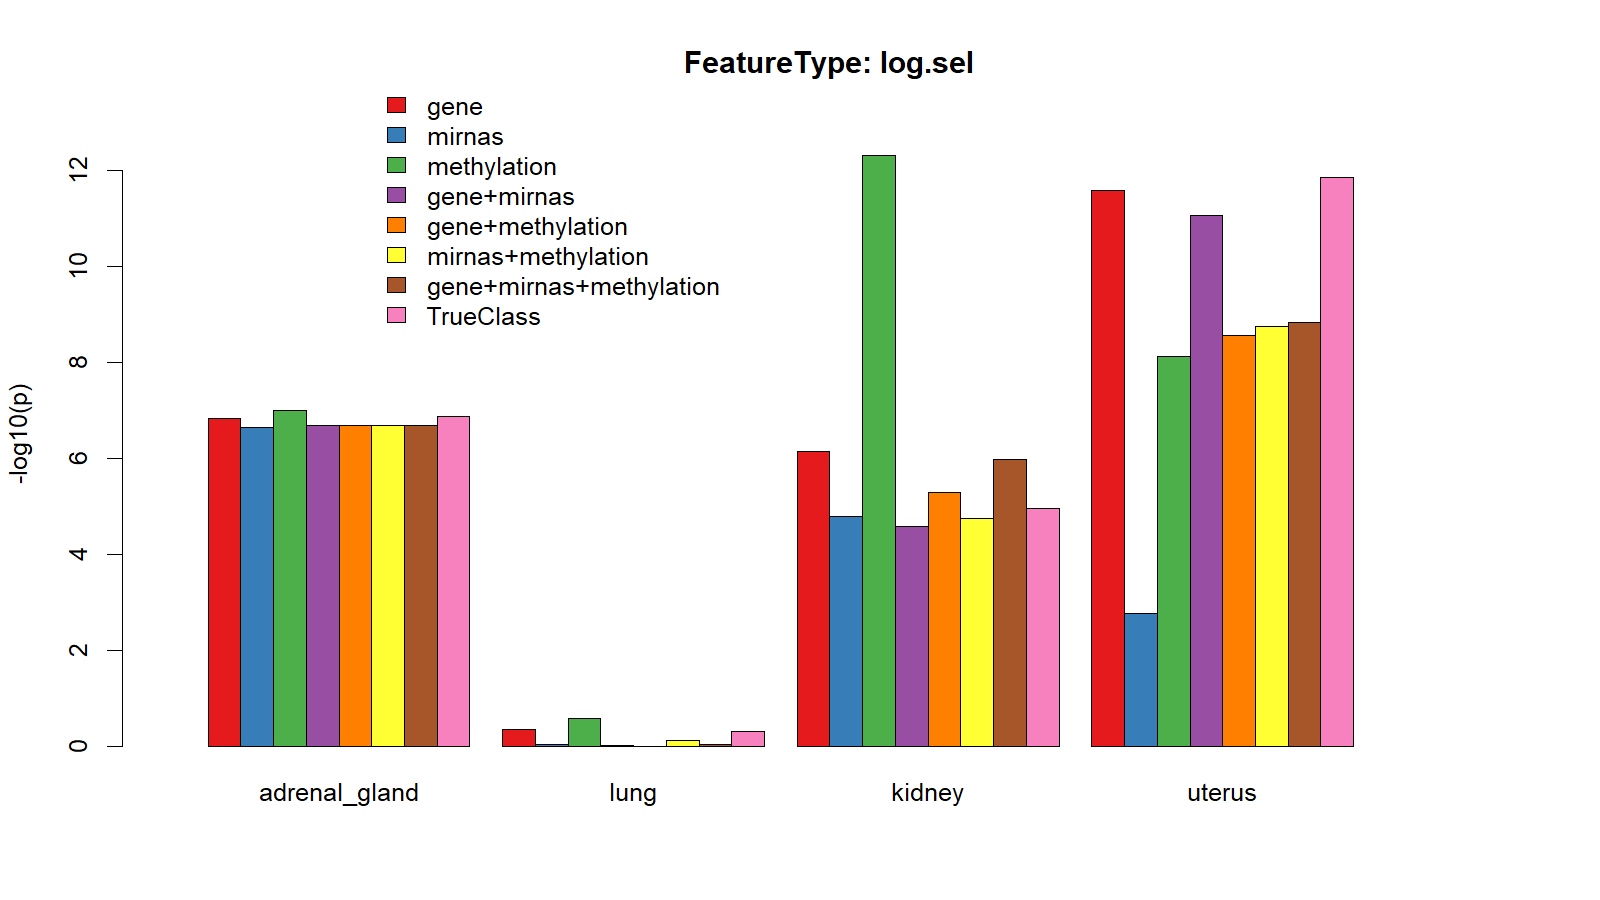 FeatureType: log.sel
gene
mirnas
methylation
gene+mirnas
gene+methylation
mirnas+methylation
gene+mirnas+methylation
TrueClass
-log10(p)
12
10
8
6
4
2
0
adrenal_gland lung kidney uterus